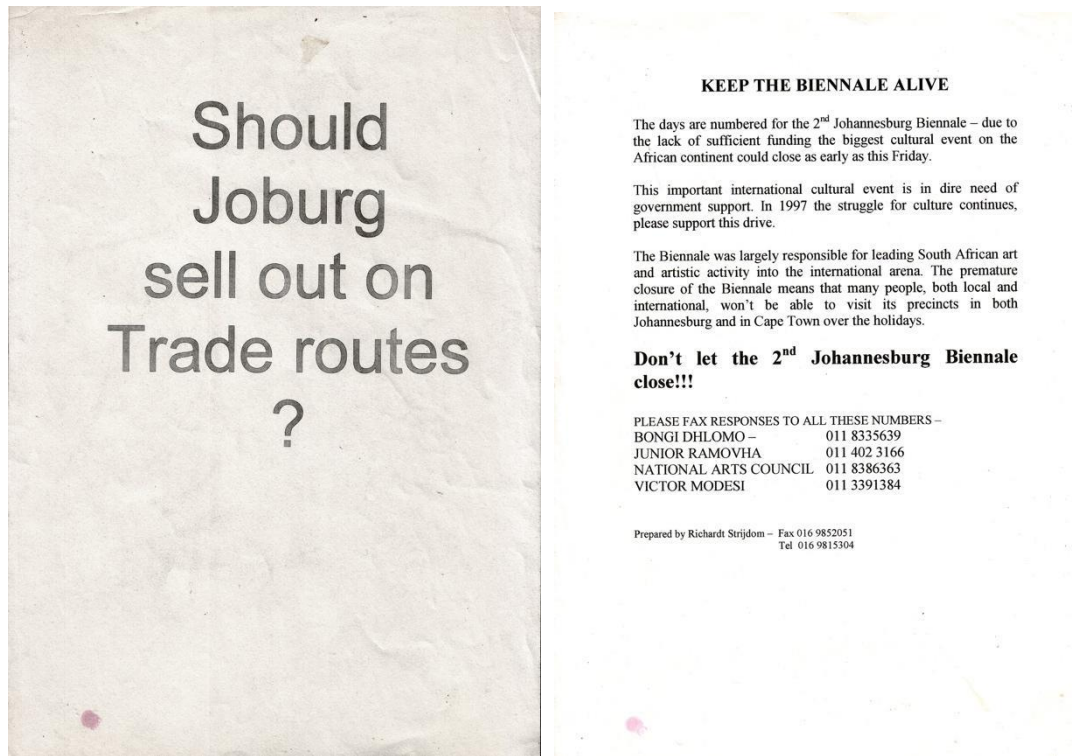 Should
Joburg
sell out on
Trade routes
?
KEEP THE BIENNALE ALIVE
The days are numbered for the 2nd Johannesburg Biennale – due to
the lack of sufficient funding the biggest cultural event on the
African continent could close as early as this Friday.
This important international cultural event is in dire need of
government support. In 1997 the struggle for culture continues,
please support this drive.
The Biennale was largely responsible for leading South African art
and artistic activity into the international arena. The premature
closure of the Biennale means that many people, both local and
international, won't be able to visit its precincts in both
Johannesburg and in Cape Town over the holidays.
Don't let the 2nd Johannesburg Biennale
close!!!
PLEASE FAX RESPONSES TO ALL THESE NUMBERS –
BONGI DHLOMO – 011 8335639
JUNIOR RAMOVHA 011 402 3166
NATIONAL ARTS COUNCIL 011 8386363
VICTOR MODESI 011 3391384
Prepared by Richardt Strijdom – Fax 016 9852051
Tel 016 9815304